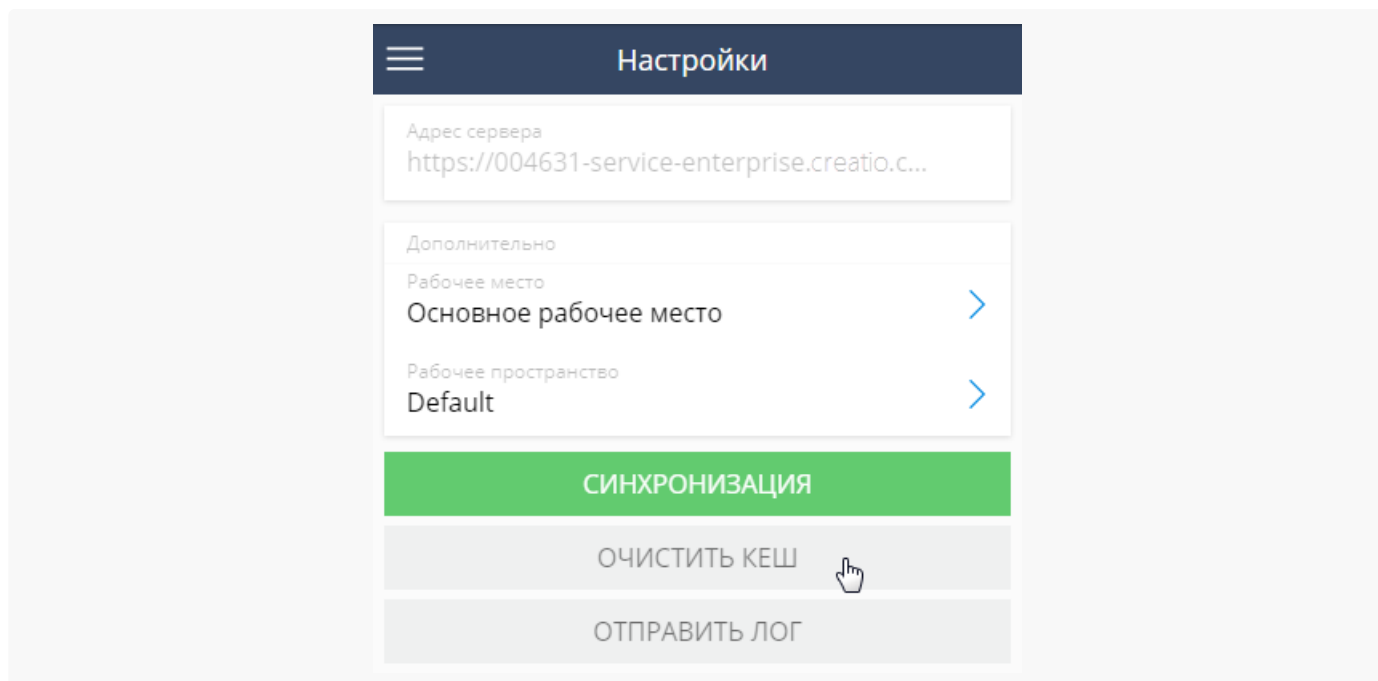 Настройки
Адрес сервера
https://004631-service-enterprise.creatio.c...
Дополнительно
Рабочее место
Основное рабочее место
Рабочее пространство
Default
СИНХРОНИЗАЦИЯ
ОЧИСТИТЬ КЕШ
ОТПРАВИТЬ ЛОГ